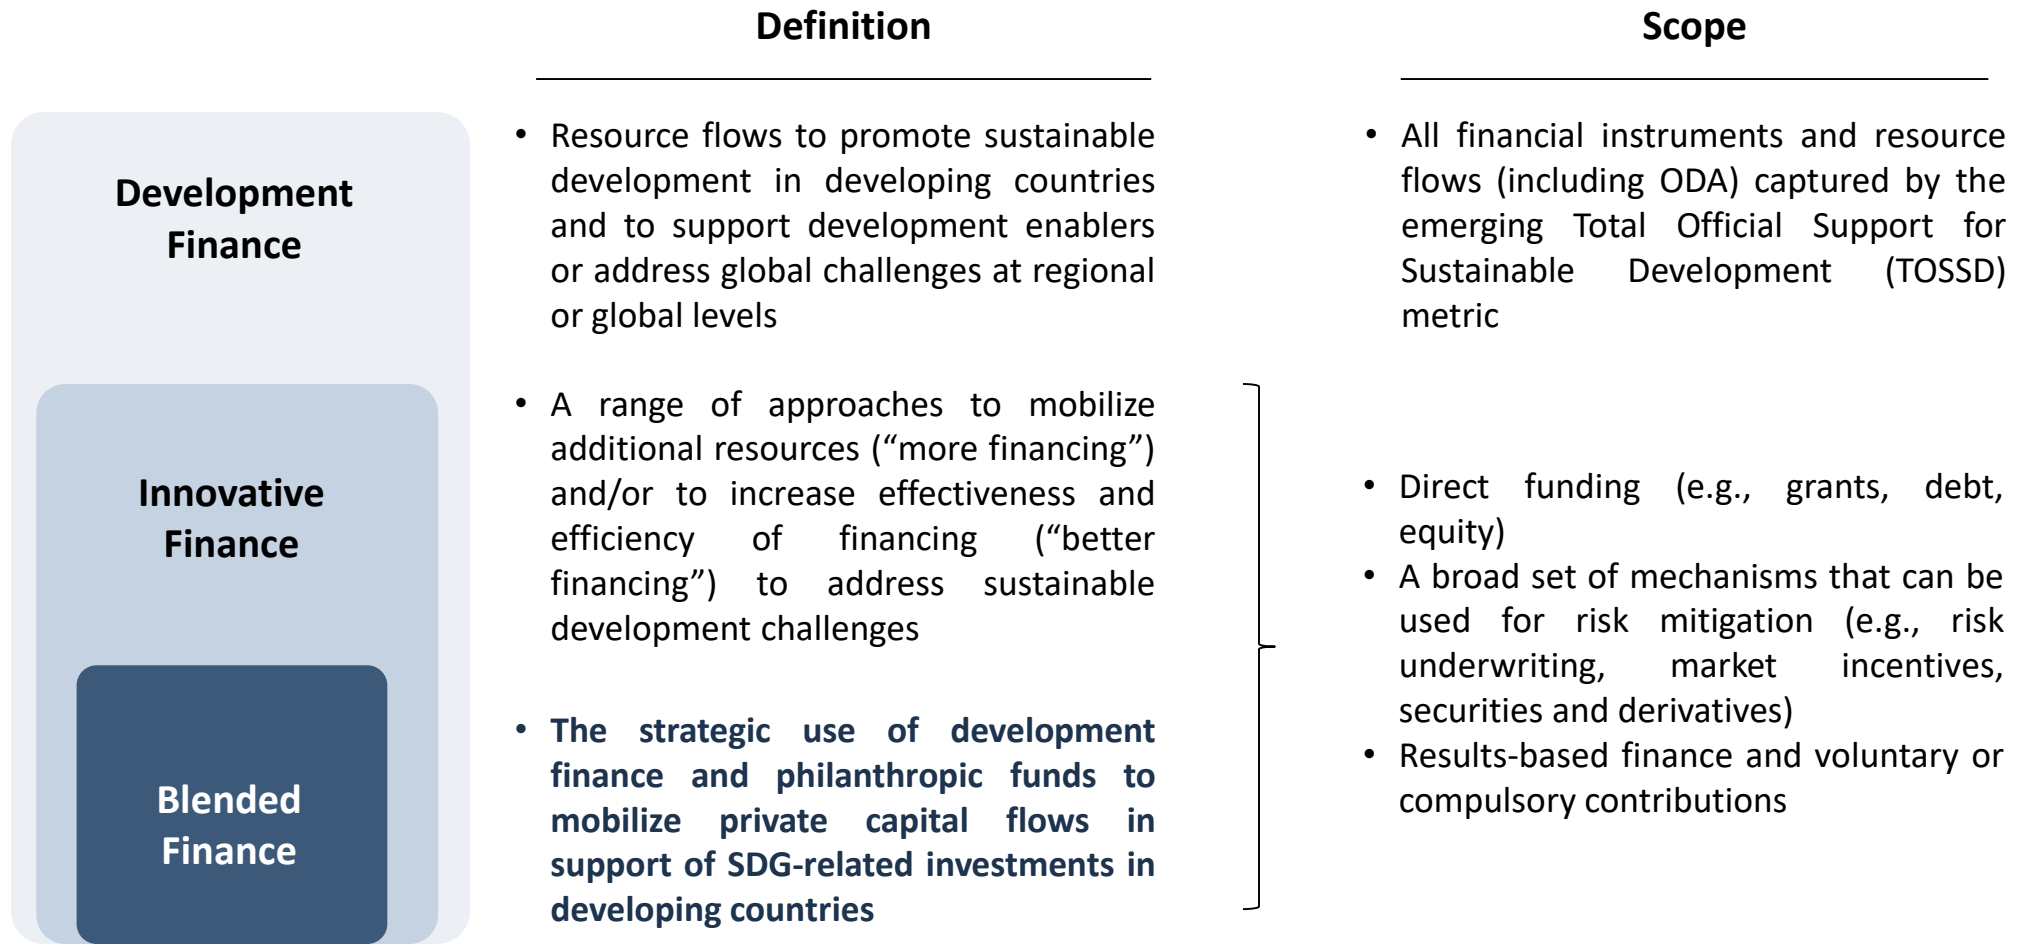 Definition
Scope
Development
Finance
• Resource flows to promote sustainable
development in developing countries
and to support development enablers
or address global challenges at regional
or global levels
• All financial instruments and resource
flows (including ODA) captured by the
emerging Total Official Support for
Sustainable Development (TOSSD)
metric
Innovative
Finance
• A range of approaches to mobilize
additional resources (“more financing”)
and/or to increase effectiveness and
efficiency of financing (“better
financing”) to address sustainable
development challenges
Blended
Finance
• The strategic use of development
finance and philanthropic funds to
mobilize private capital flows in
support of SDG-related investments in
developing countries
• Direct funding (e.g., grants, debt,
equity)
• A broad set of mechanisms that can be
used for risk mitigation (e.g., risk
underwriting, market incentives,
securities and derivatives)
• Results-based finance and voluntary or
compulsory contributions